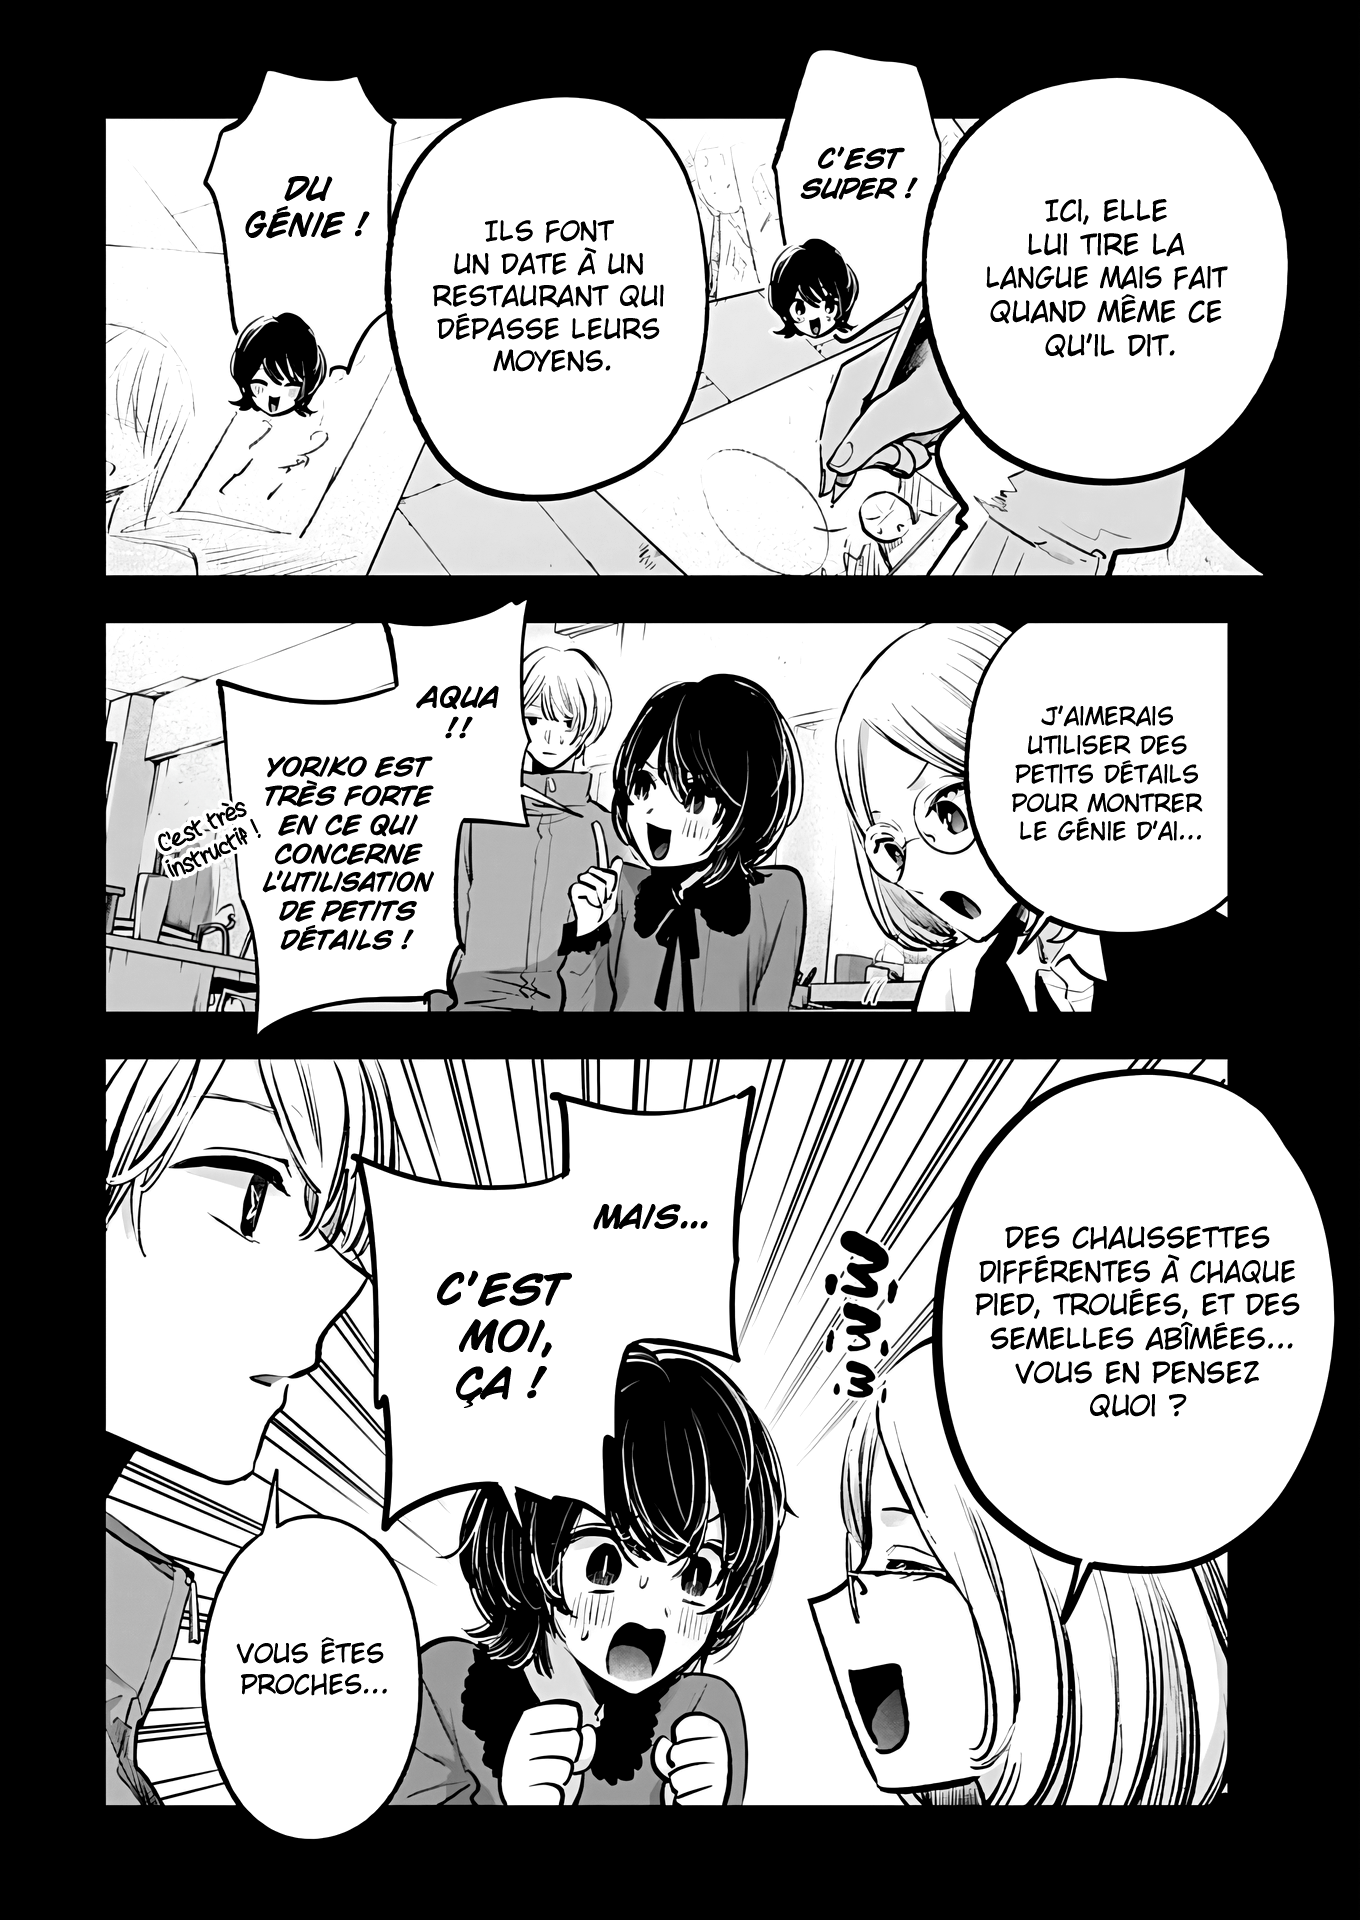 ICI, ELLE
LUI TIRE LA
LANGUE MAIS FAIT
QUAND MÊME CE
QU'IL DIT.
C'EST
SUPER !
ILS FONT
UN DATE À UN
RESTAURANT QUI
DÉPASSE LEURS
MOYENS.
DU
GÉNIE !
J'AIMERAIS
UTILISER DES
PETITS DÉTAILS
POUR MONTRER
LE GÉNIE D'AI...
AQUA
!!
YORIKO EST
TRÈS FORTE
EN CE QUI
CONCERNE
L'UTILISATION
DE PETITS
DÉTAILS !
C'est très
instructif !
DES CHAUSSETTES
DIFFÉRENTES À CHAQUE
PIED, TROUÉES, ET DES
SEMELLES ABÎMÉES...
VOUS EN PENSEZ
QUOI ?
MAIS...
C'EST
MOI,
ÇA !
VOUS ÊTES
PROCHES...